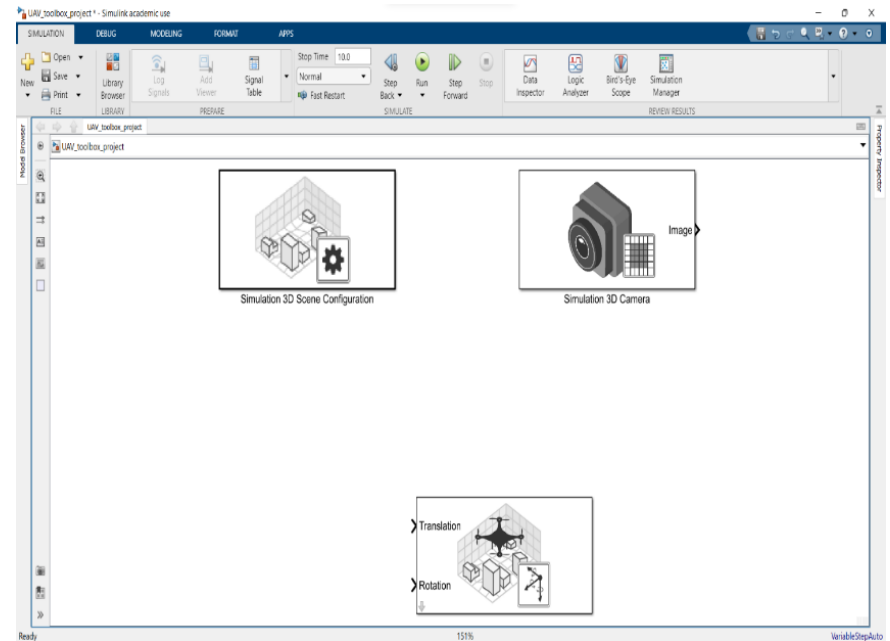 UAV_toolbox_project * - Simulink academic use
SIMULATION DEBUG MODELING FORMAT APPS
New
Open
Save
Print
FILE
Library Browser
LIBRARY
Log Signals
Add Viewer
Signal Table
PREPARE
Stop Time 10.0
Normal
Fast Restart
Step Back
Run
Step Forward
Stop
SIMULATE
Data Inspector
Logic Analyzer
Bird's-Eye Scope
Simulation Manager
REVIEW RESULTS
Model Browser
UAV_toolbox_project
UAV_toolbox_project
Property Inspector
Image
Simulation 3D Scene Configuration
Simulation 3D Camera
Translation
Rotation
Ready
151%
VariableStepAuto